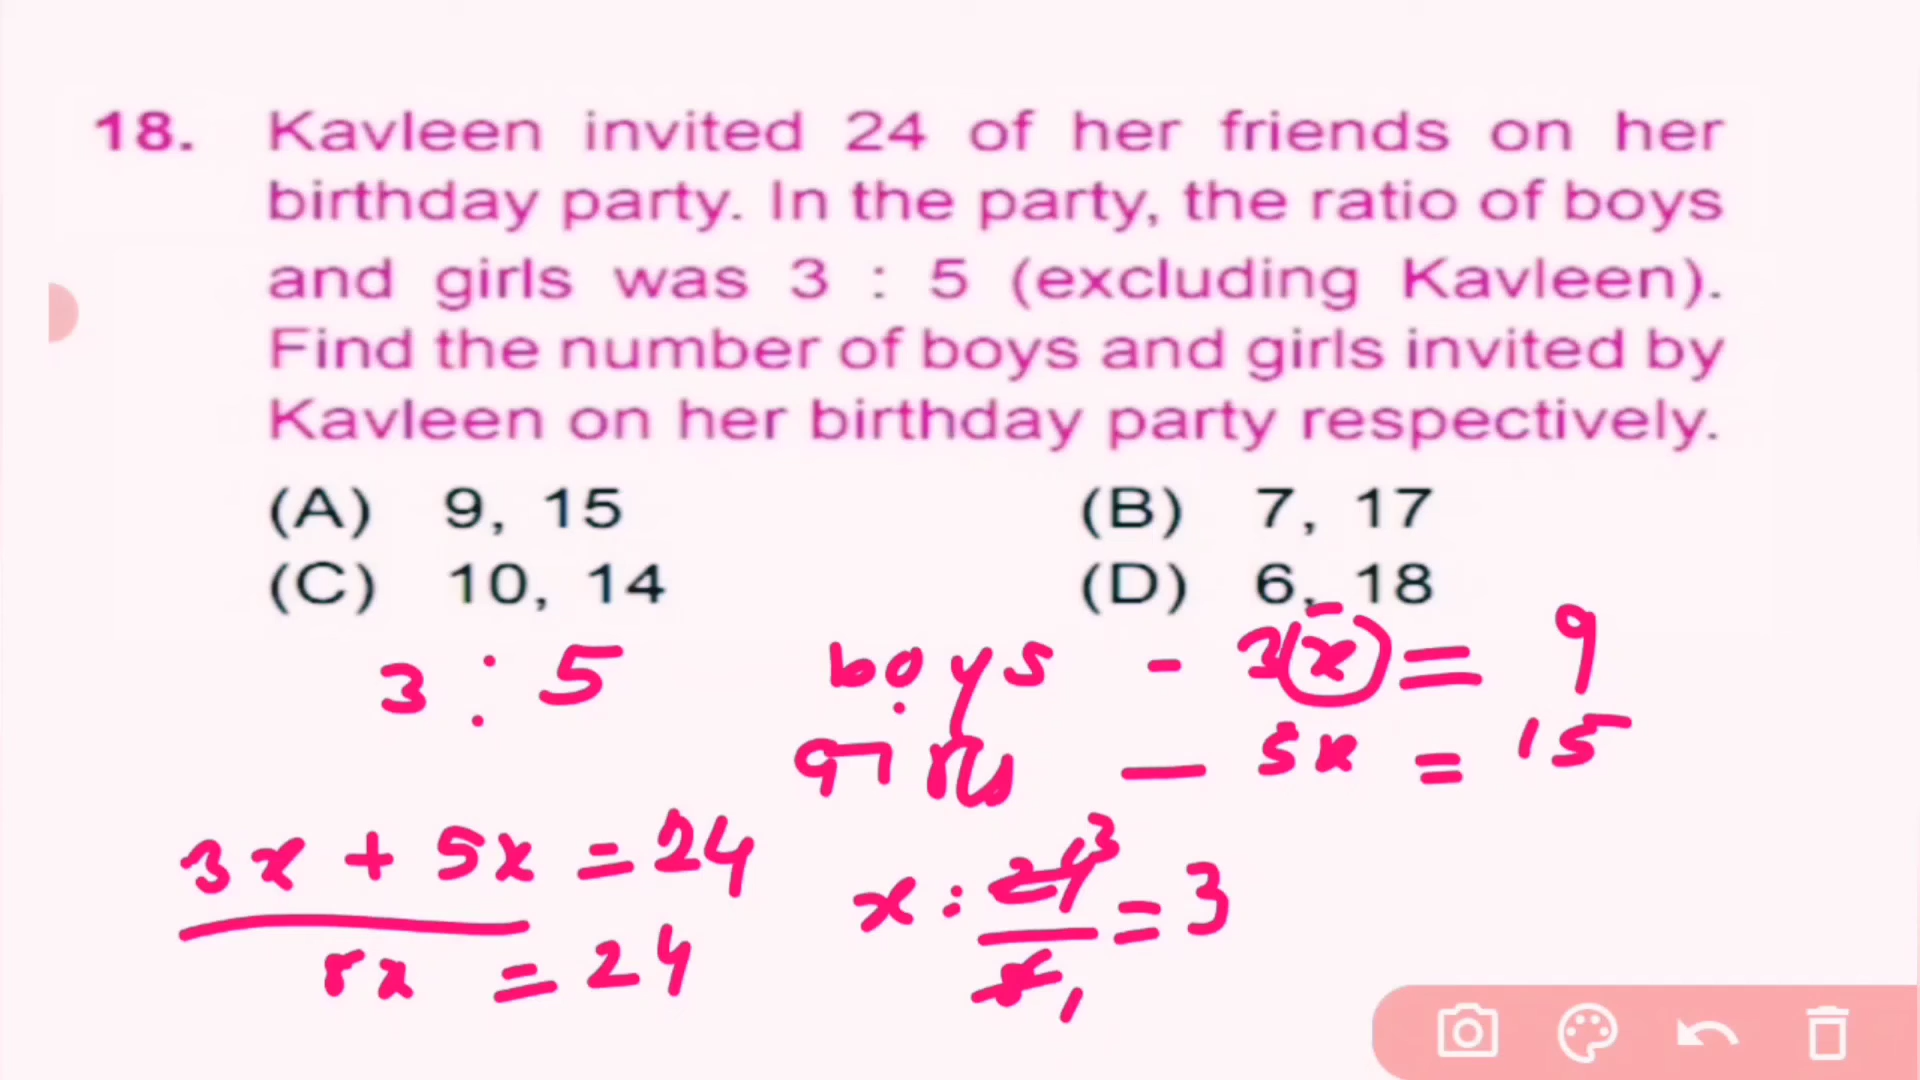 18. Kavleen invited 24 of her friends on her
birthday party. In the party, the ratio of boys
and girls was 3 : 5 (excluding Kavleen).
Find the number of boys and girls invited by
Kavleen on her birthday party respectively.
(A) 9, 15 (B) 7, 17
(C) 10, 14 (D) 6, 18
3 : 5 boys - 3(x) = 9
girls — 5x = 15
3x + 5x = 24
8x = 24
x = 24/8 = 3
3
1